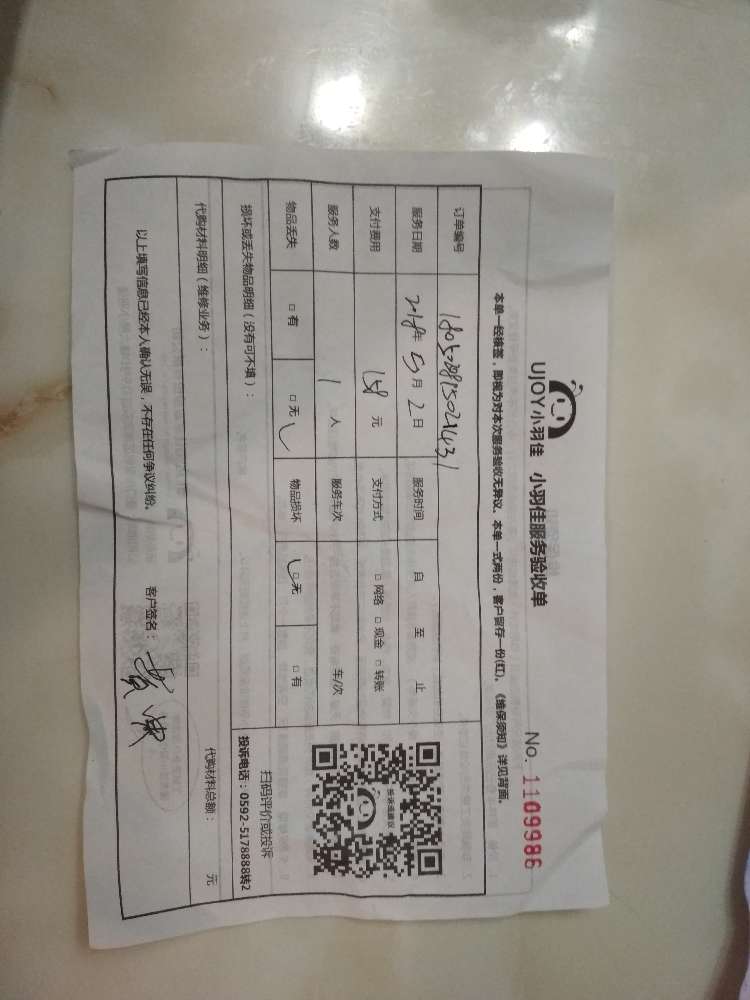 UJOY小羽佳 小羽佳服务验收单
No. 1109986
本单一经核签，即视为对本次服务验收无异议。本单一式两份，客户留存一份(红)。《维保须知》详见背面。
订单编号
服务日期 2018年 5月 2日 服务时间 自 至 止
支付费用 158 元 支付方式 □ 网络 □ 现金 □ 转账
服务人数 1 人 服务车次 车/次
物品丢失 □ 有 □ 无 ✓ 物品损坏 ✓ □ 无 □ 有
扫码评价或投诉
投诉电话：0592-5178888转2
损坏或丢失物品明细（没有可不填）：
代购材料明细（维修业务）：
代购材料总额： 元
以上填写信息已经本人确认无误，不存在任何争议纠纷。
客户签名：